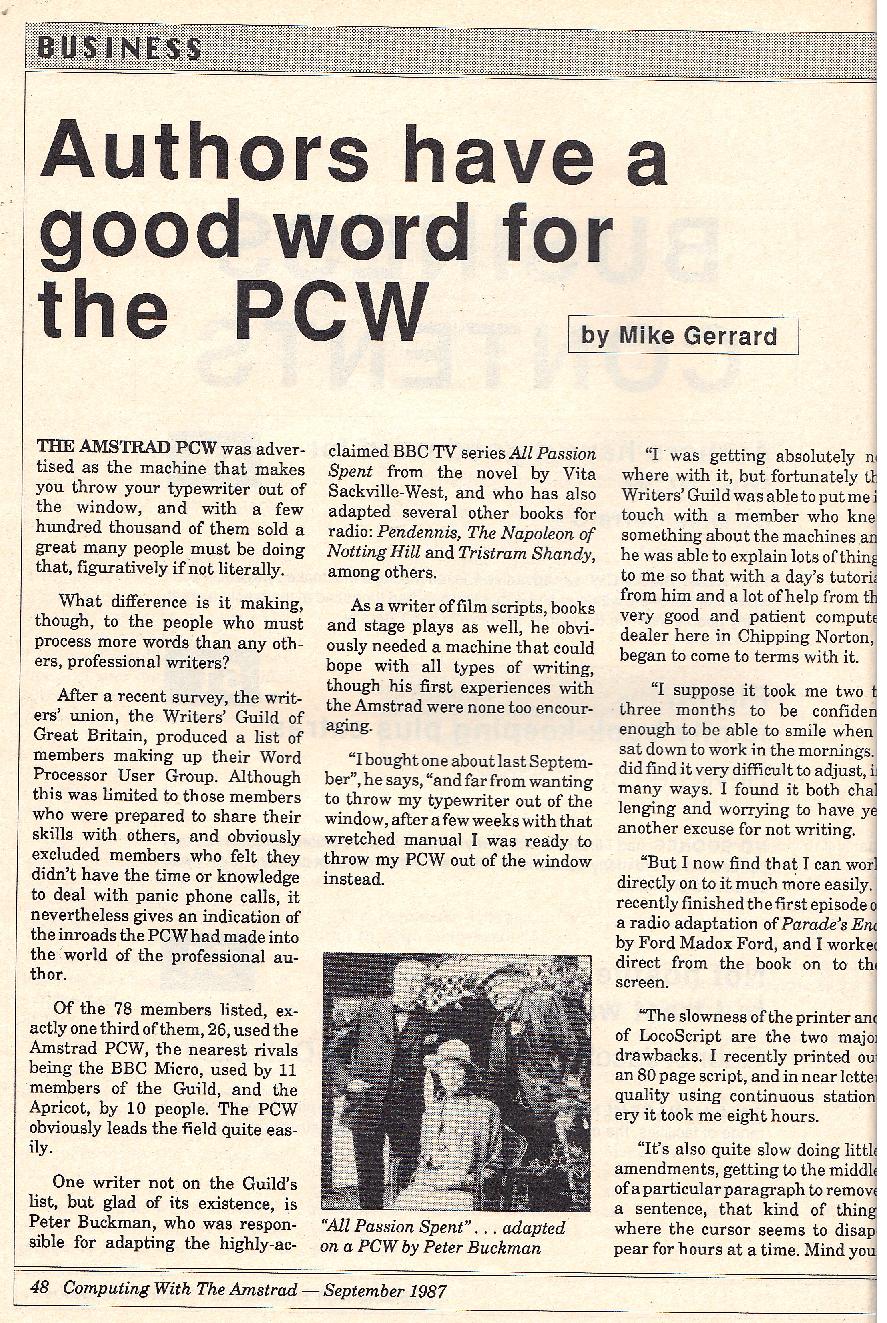 BUSINESS
Authors have a
good word for
the PCW
by Mike Gerrard
THE AMSTRAD PCW was adver-
tised as the machine that makes
you throw your typewriter out of
the window, and with a few
hundred thousand of them sold a
great many people must be doing
that, figuratively if not literally.
What difference is it making,
though, to the people who must
process more words than any oth-
ers, professional writers?
After a recent survey, the writ-
ers' union, the Writers' Guild of
Great Britain, produced a list of
members making up their Word
Processor User Group. Although
this was limited to those members
who were prepared to share their
skills with others, and obviously
excluded members who felt they
didn't have the time or knowledge
to deal with panic phone calls, it
nevertheless gives an indication of
the inroads the PCW had made into
the world of the professional au-
thor.
Of the 78 members listed, ex-
actly one third of them, 26, used the
Amstrad PCW, the nearest rivals
being the BBC Micro, used by 11
members of the Guild, and the
Apricot, by 10 people. The PCW
obviously leads the field quite eas-
ily.
One writer not on the Guild's
list, but glad of its existence, is
Peter Buckman, who was respon-
sible for adapting the highly-ac-
claimed BBC TV series All Passion
Spent from the novel by Vita
Sackville-West, and who has also
adapted several other books for
radio: Pendennis, The Napoleon of
Notting Hill and Tristram Shandy,
among others.
As a writer of film scripts, books
and stage plays as well, he obvi-
ously needed a machine that could
bope with all types of writing,
though his first experiences with
the Amstrad were none too encour-
aging.
"I bought one about last Septem-
ber", he says, "and far from wanting
to throw my typewriter out of the
window, after a few weeks with that
wretched manual I was ready to
throw my PCW out of the window
instead.
"All Passion Spent" . . . adapted
on a PCW by Peter Buckman
"I was getting absolutely n
where with it, but fortunately th
Writers' Guild was able to put me i
touch with a member who kne
something about the machines an
he was able to explain lots of thing
to me so that with a day's tutoria
from him and a lot of help from th
very good and patient compute
dealer here in Chipping Norton,
began to come to terms with it.
"I suppose it took me two t
three months to be confiden
enough to be able to smile when
sat down to work in the mornings.
did find it very difficult to adjust, i
many ways. I found it both chal
lenging and worrying to have ye
another excuse for not writing.
"But I now find that I can worl
directly on to it much more easily.
recently finished the first episode o
a radio adaptation of Parade's End
by Ford Madox Ford, and I worked
direct from the book on to the
screen.
"The slowness of the printer and
of LocoScript are the two major
drawbacks. I recently printed out
an 80 page script, and in near letter
quality using continuous station
ery it took me eight hours.
"It's also quite slow doing little
amendments, getting to the middle
of a particular paragraph to remove
a sentence, that kind of thing
where the cursor seems to disap
pear for hours at a time. Mind you
48 Computing With The Amstrad — September 1987